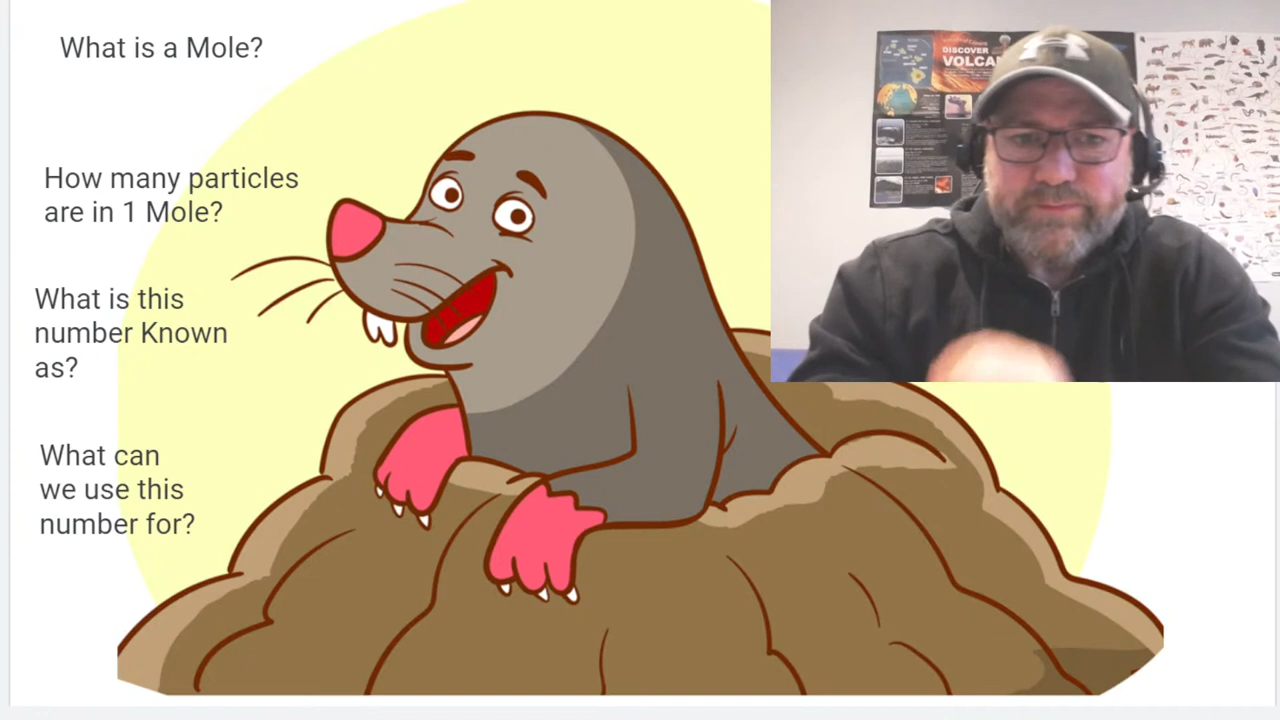 What is a Mole?
How many particles
are in 1 Mole?
What is this
number Known
as?
What can
we use this
number for?
DISCOVER